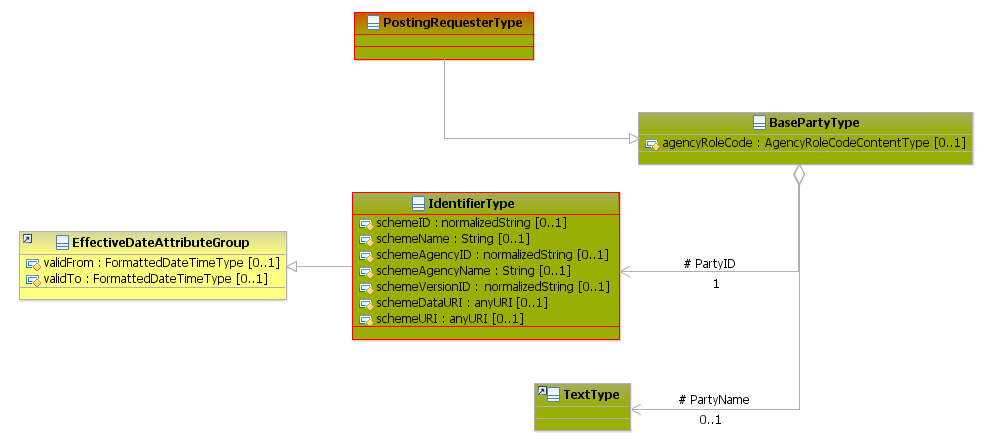 PostingRequesterType
BasePartyType
agencyRoleCode : AgencyRoleCodeContentType [0..1]
IdentifierType
schemeID : normalizedString [0..1]
schemeName : String [0..1]
schemeAgencyID : normalizedString [0..1]
schemeAgencyName : String [0..1]
schemeVersionID : normalizedString [0..1]
schemeDataURI : anyURI [0..1]
schemeURI : anyURI [0..1]
EffectiveDateAttributeGroup
validFrom : FormattedDateTimeType [0..1]
validTo : FormattedDateTimeType [0..1]
# PartyID
1
TextType
# PartyName
0..1